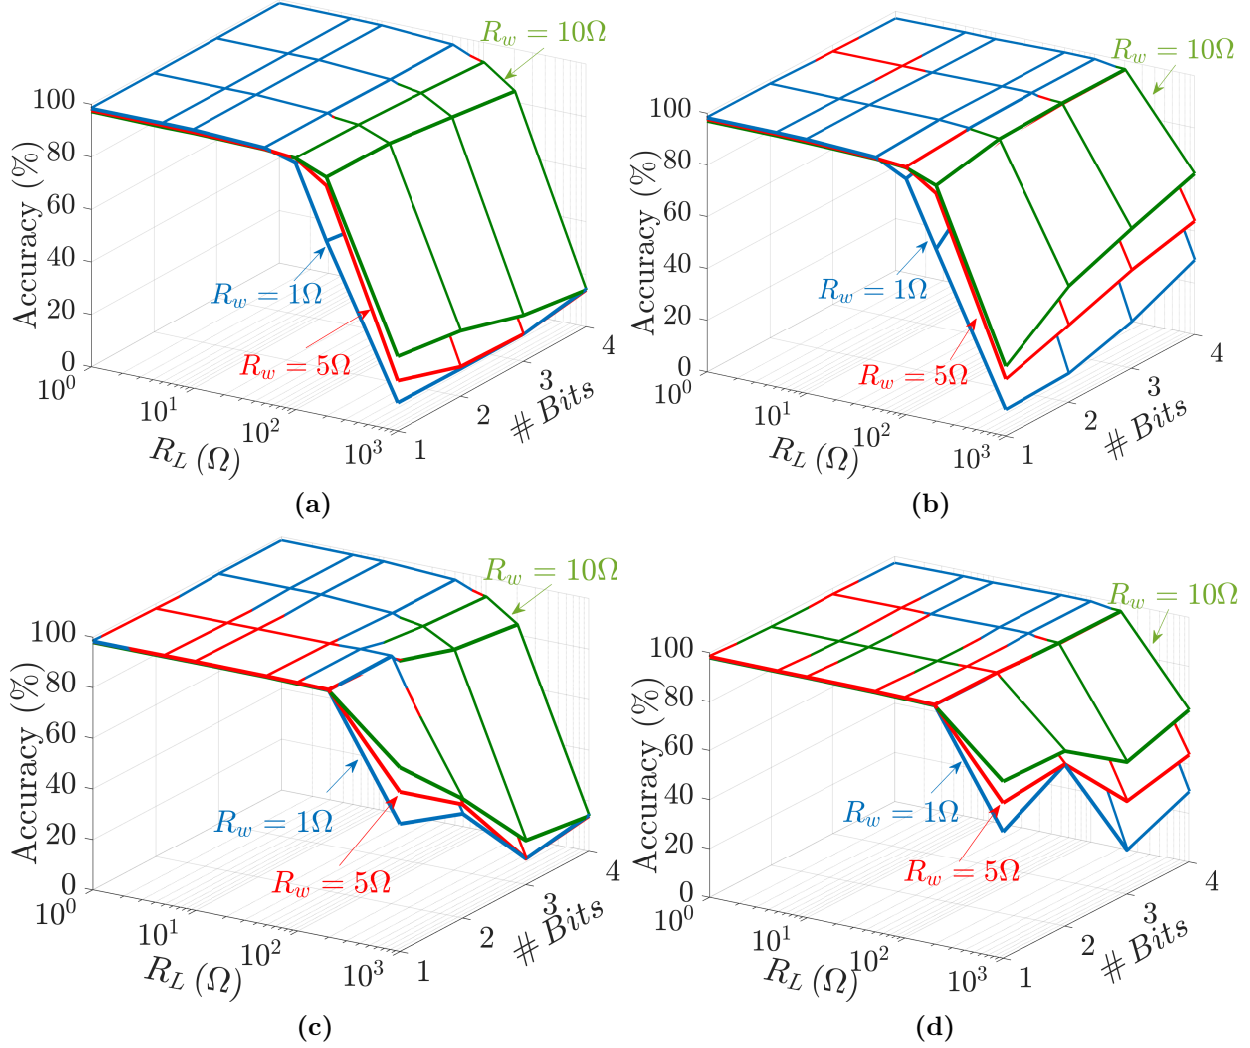 R_w = 10Ω
R_w = 1Ω
R_w = 5Ω
Accuracy (%)
100
80
60
40
20
0
10^0
10^1
10^2
10^3
R_L (Ω)
1
2
3
4
# Bits
(a)
R_w = 10Ω
R_w = 1Ω
R_w = 5Ω
Accuracy (%)
100
80
60
40
20
0
10^0
10^1
10^2
10^3
R_L (Ω)
1
2
3
4
# Bits
(b)
R_w = 10Ω
R_w = 1Ω
R_w = 5Ω
Accuracy (%)
100
80
60
40
20
0
10^0
10^1
10^2
10^3
R_L (Ω)
1
2
3
4
# Bits
(c)
R_w = 10Ω
R_w = 1Ω
R_w = 5Ω
Accuracy (%)
100
80
60
40
20
0
10^0
10^1
10^2
10^3
R_L (Ω)
1
2
3
4
# Bits
(d)